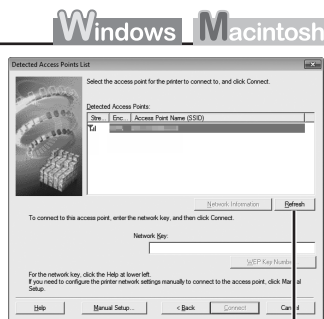 Windows Macintosh
Detected Access Points List
Select the access point for the printer to connect to, and click Connect.
Detected Access Points:
Stre... Enc... Access Point Name (SSID)
Network Information Refresh
To connect to this access point, enter the network key, and then click Connect.
Network Key:
WEP Key Number
For the network key, click the Help at lower left.
If you need to configure the printer network settings manually to connect to the access point, click Manual
Setup.
Help Manual Setup... < Back Connect Cancel